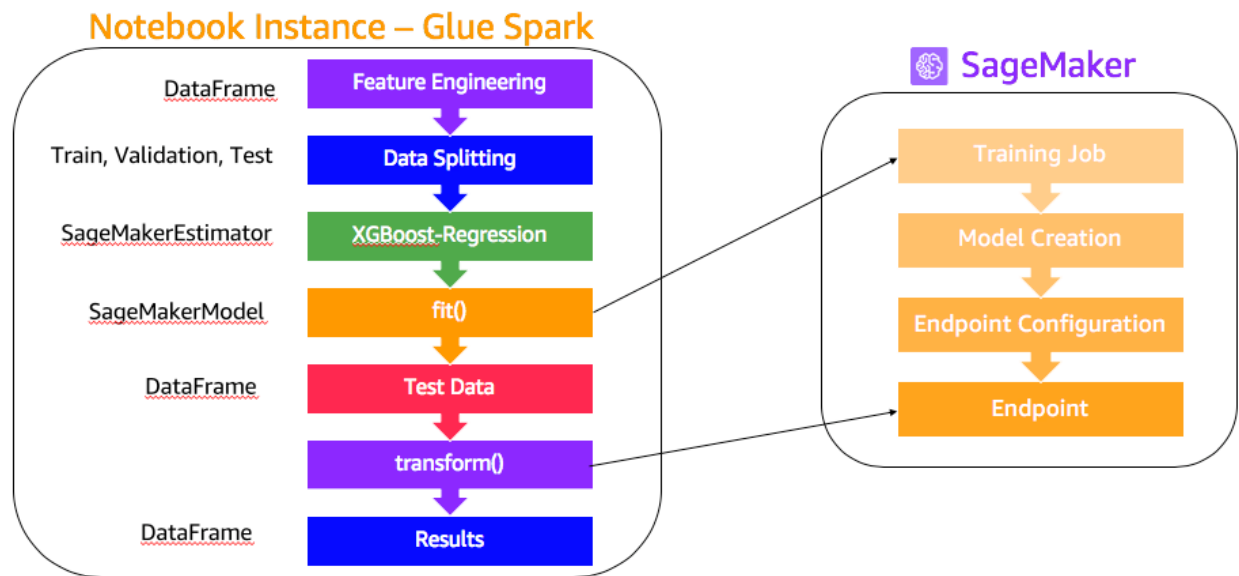 Notebook Instance – Glue Spark
DataFrame
Feature Engineering
Train, Validation, Test
Data Splitting
SageMakerEstimator
XGBoost-Regression
SageMakerModel
fit()
DataFrame
Test Data
transform()
DataFrame
Results
SageMaker
Training Job
Model Creation
Endpoint Configuration
Endpoint